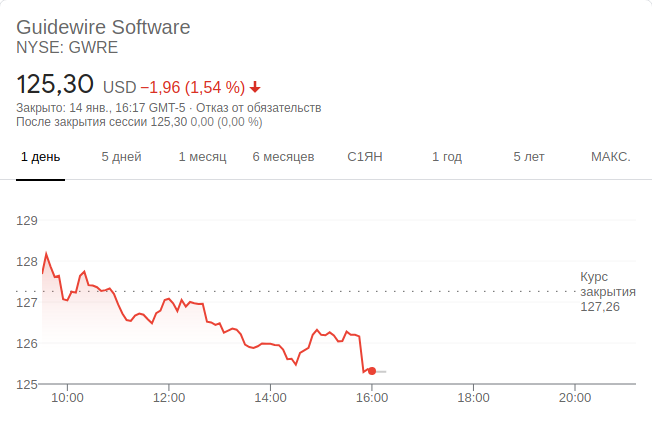 Guidewire Software
NYSE: GWRE
125,30 USD −1,96 (1,54 %)
Закрыто: 14 янв., 16:17 GMT-5 · Отказ от обязательств
После закрытия сессии 125,30 0,00 (0,00 %)
1 день 5 дней 1 месяц 6 месяцев С1ЯН 1 год 5 лет МАКС.
129
128
Курс
закрытия
127,26
127
126
125
10:00 12:00 14:00 16:00 18:00 20:00